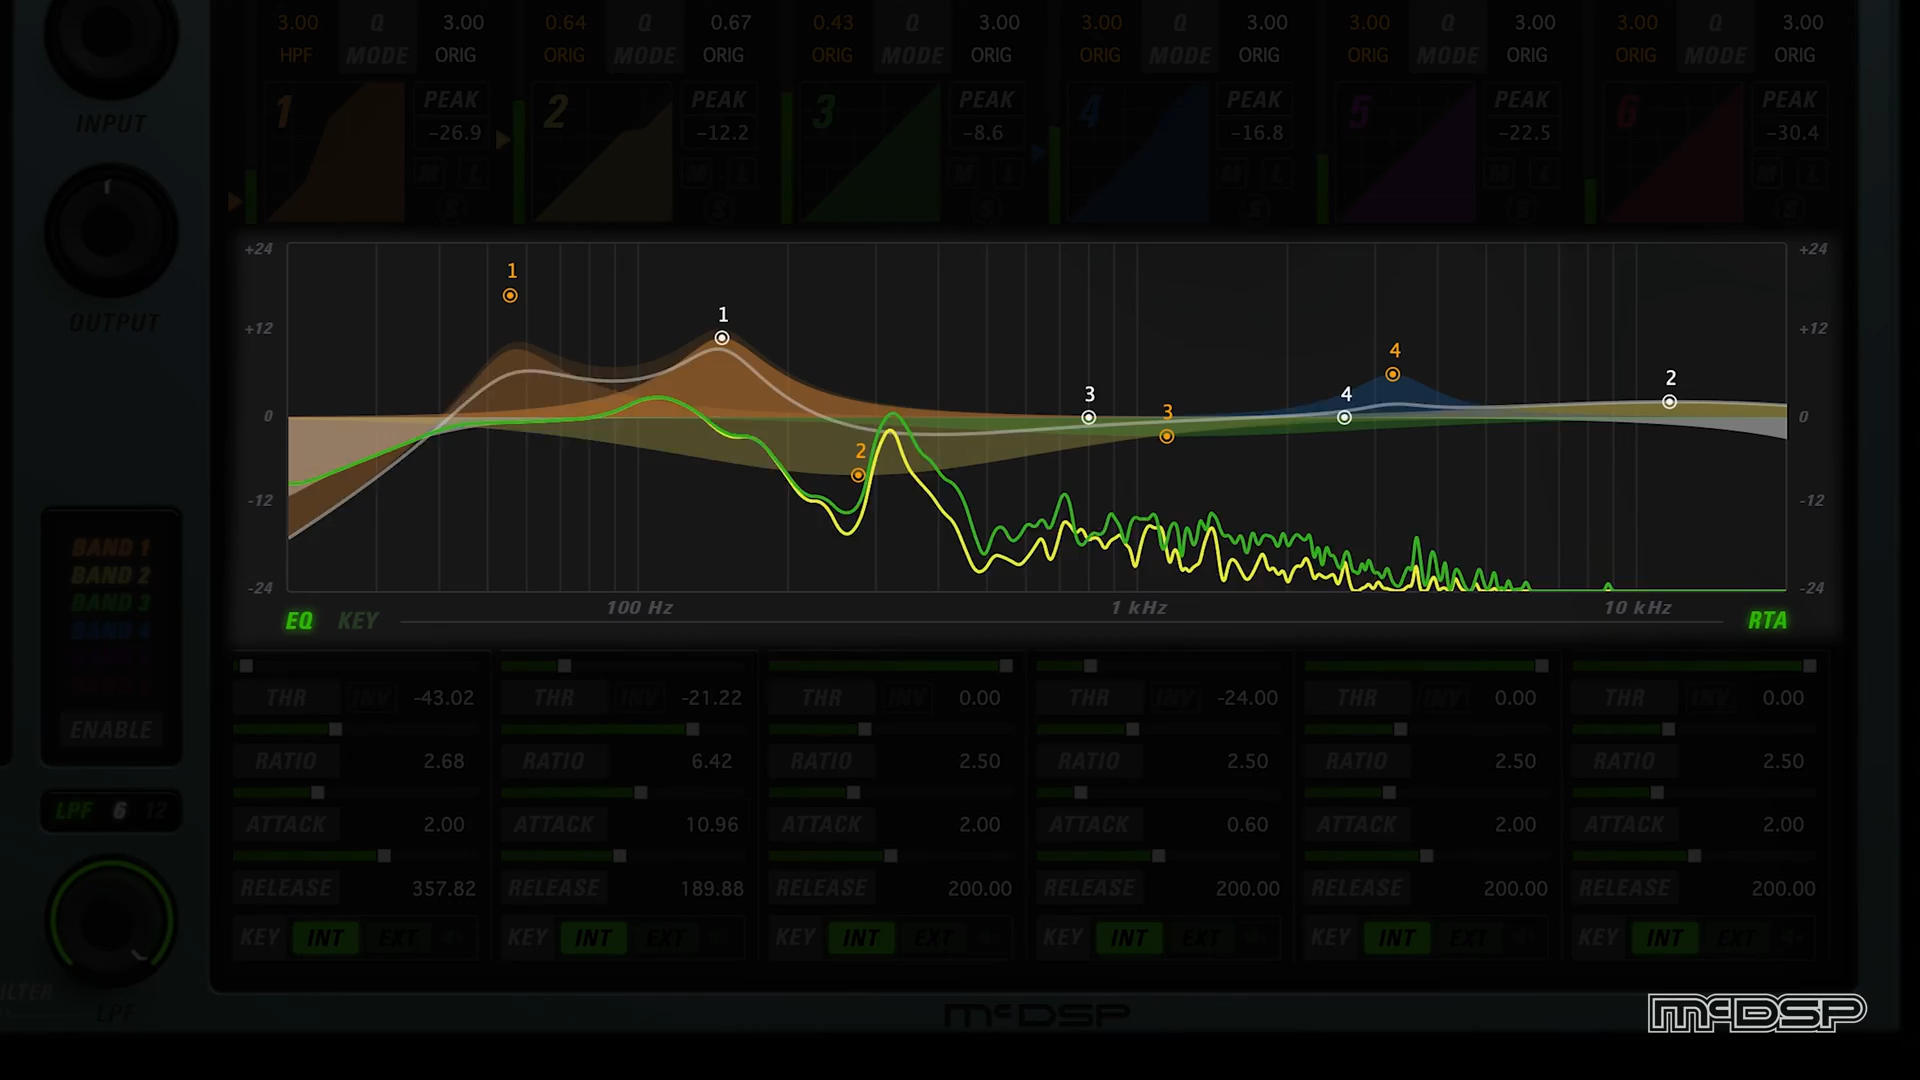 3.00 Q 3.00 0.64 Q 0.67 0.43 Q 3.00 3.00 Q 3.00 3.00 Q 3.00 3.00 Q 3.00
HPF MODE ORIG ORIG MODE ORIG ORIG MODE ORIG ORIG MODE ORIG ORIG MODE ORIG ORIG MODE ORIG
1 PEAK 2 PEAK 3 PEAK 4 PEAK 5 PEAK 6 PEAK
INPUT -26.9 -12.2 -8.6 -16.8 -22.5 -30.4
M L M L M L M L M L M L
S S S S S S
OUTPUT
+24 +24
1
1
+12 +12
4
2
3 4
0 3 0
2
-12 -12
-24 -24
100 Hz 1 kHz 10 kHz
EQ KEY RTA
BAND 1
BAND 2
BAND 3
BAND 4
ENABLE
THR INV -43.02 THR INV -21.22 THR INV 0.00 THR INV -24.00 THR INV 0.00 THR INV 0.00
RATIO 2.68 RATIO 6.42 RATIO 2.50 RATIO 2.50 RATIO 2.50 RATIO 2.50
LPF 6 12
ATTACK 2.00 ATTACK 10.96 ATTACK 2.00 ATTACK 0.60 ATTACK 2.00 ATTACK 2.00
RELEASE 357.82 RELEASE 189.88 RELEASE 200.00 RELEASE 200.00 RELEASE 200.00 RELEASE 200.00
KEY INT EXT KEY INT EXT KEY INT EXT KEY INT EXT KEY INT EXT KEY INT EXT
LPF
McDSP
McDSP